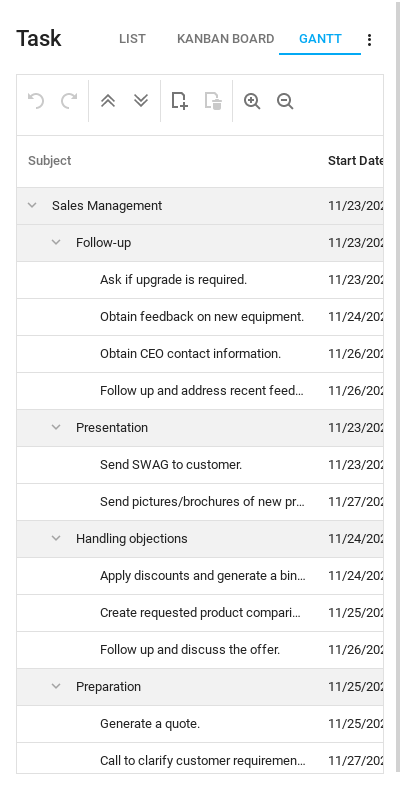 Task
LIST KANBAN BOARD GANTT
Subject Start Date
Sales Management 11/23/202
Follow-up 11/23/202
Ask if upgrade is required. 11/23/202
Obtain feedback on new equipment. 11/24/202
Obtain CEO contact information. 11/26/202
Follow up and address recent feed... 11/26/202
Presentation 11/23/202
Send SWAG to customer. 11/23/202
Send pictures/brochures of new pr... 11/27/202
Handling objections 11/24/202
Apply discounts and generate a bin... 11/24/202
Create requested product compari... 11/25/202
Follow up and discuss the offer. 11/26/202
Preparation 11/25/202
Generate a quote. 11/25/202
Call to clarify customer requiremen... 11/27/202